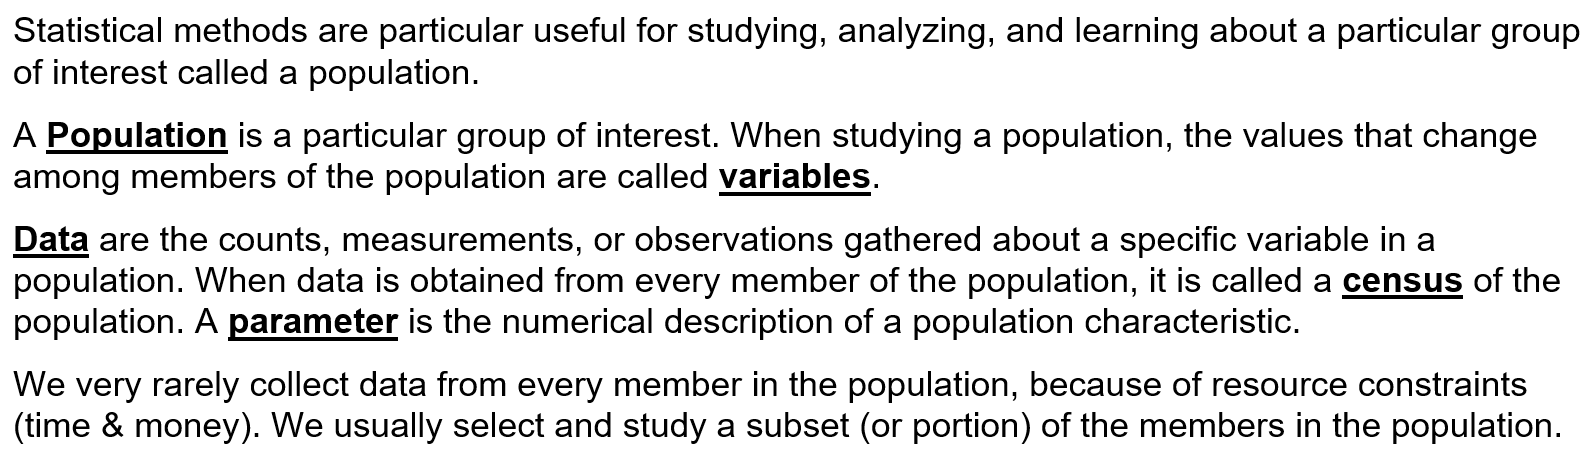 Statistical methods are particular useful for studying, analyzing, and learning about a particular group
of interest called a population.
A Population is a particular group of interest. When studying a population, the values that change
among members of the population are called variables.
Data are the counts, measurements, or observations gathered about a specific variable in a
population. When data is obtained from every member of the population, it is called a census of the
population. A parameter is the numerical description of a population characteristic.
We very rarely collect data from every member in the population, because of resource constraints
(time & money). We usually select and study a subset (or portion) of the members in the population.